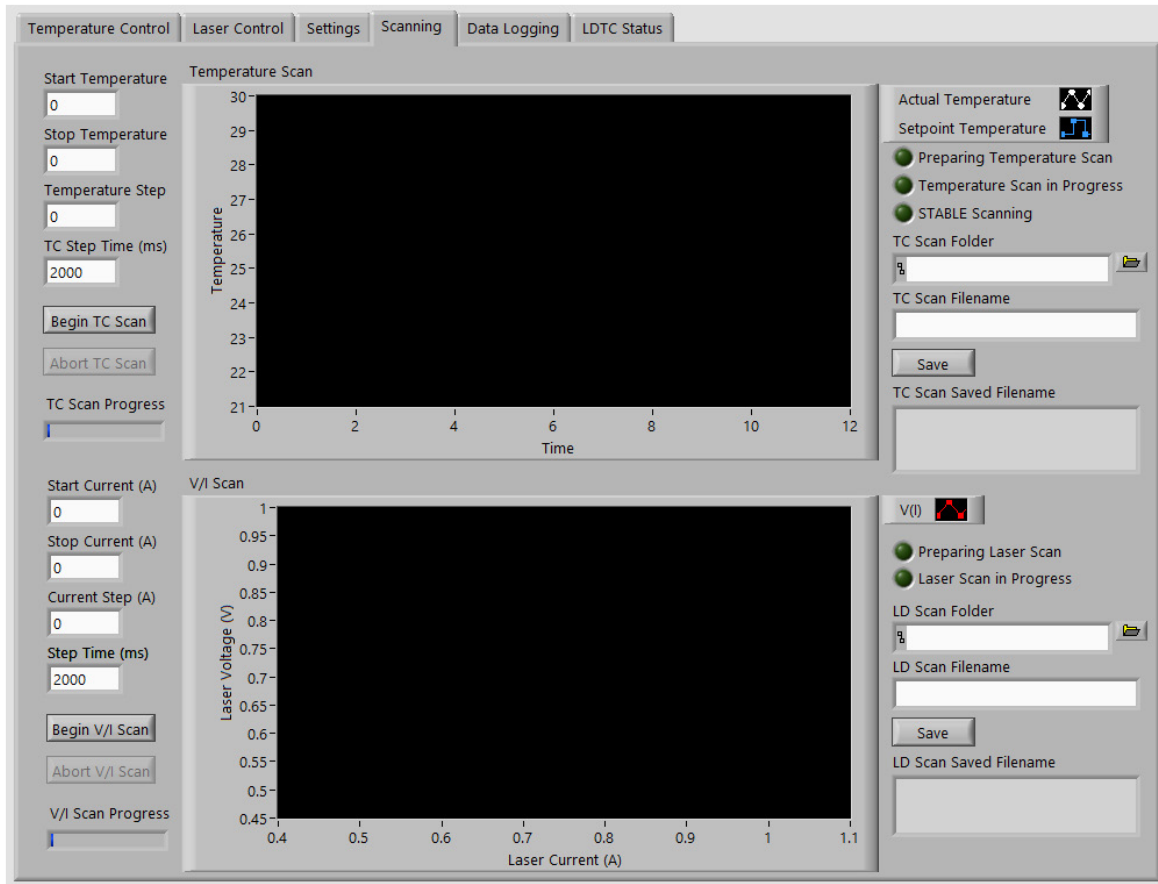 Temperature Control
Laser Control
Settings
Scanning
Data Logging
LDTC Status
Start Temperature
0
Stop Temperature
0
Temperature Step
0
TC Step Time (ms)
2000
Begin TC Scan
Abort TC Scan
TC Scan Progress
Temperature Scan
30
29
28
27
26
25
24
23
22
21
Temperature
0 2 4 6 8 10 12
Time
Actual Temperature
Setpoint Temperature
Preparing Temperature Scan
Temperature Scan in Progress
STABLE Scanning
TC Scan Folder
TC Scan Filename
Save
TC Scan Saved Filename
Start Current (A)
0
Stop Current (A)
0
Current Step (A)
0
Step Time (ms)
2000
Begin V/I Scan
Abort V/I Scan
V/I Scan Progress
V/I Scan
1
0.95
0.9
0.85
0.8
0.75
0.7
0.65
0.6
0.55
0.5
0.45
Laser Voltage (V)
0.4 0.5 0.6 0.7 0.8 0.9 1 1.1
Laser Current (A)
V(I)
Preparing Laser Scan
Laser Scan in Progress
LD Scan Folder
LD Scan Filename
Save
LD Scan Saved Filename